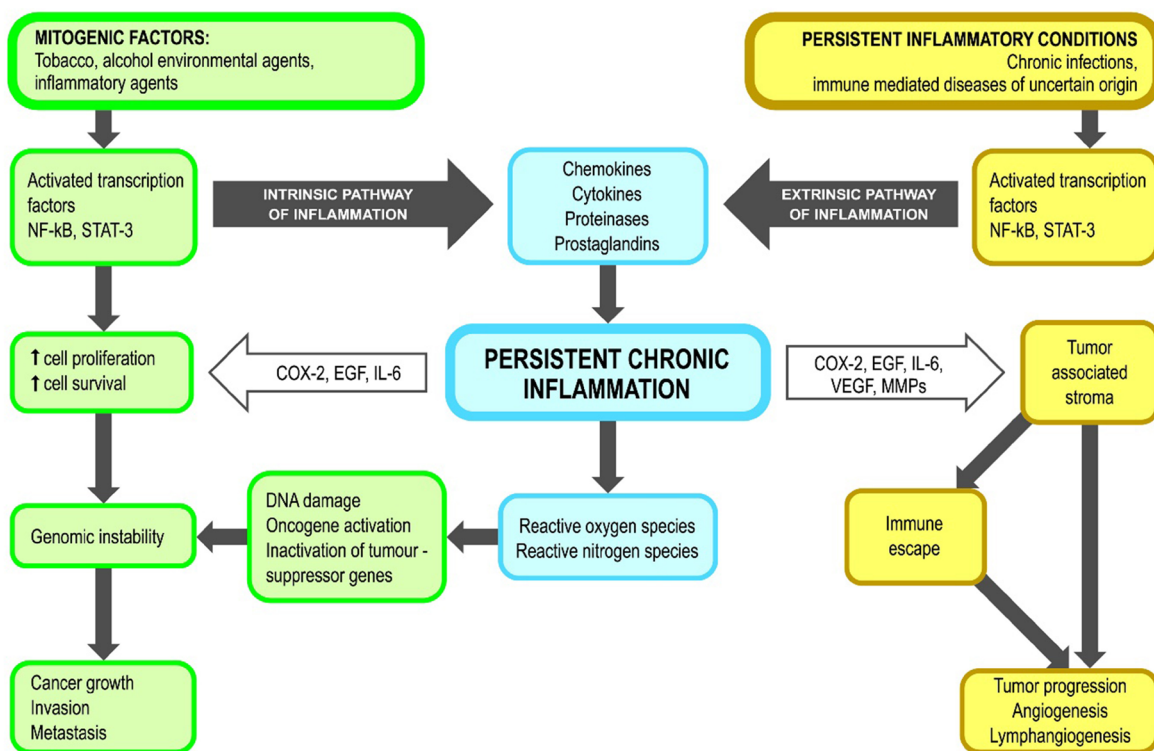 MITOGENIC FACTORS:
Tobacco, alcohol environmental agents,
inflammatory agents
PERSISTENT INFLAMMATORY CONDITIONS
Chronic infections,
immune mediated diseases of uncertain origin
Activated transcription
factors
NF-kB, STAT-3
INTRINSIC PATHWAY
OF INFLAMMATION
Chemokines
Cytokines
Proteinases
Prostaglandins
EXTRINSIC PATHWAY
OF INFLAMMATION
Activated transcription
factors
NF-kB, STAT-3
↑ cell proliferation
↑ cell survival
COX-2, EGF, IL-6
PERSISTENT CHRONIC
INFLAMMATION
COX-2, EGF, IL-6,
VEGF, MMPs
Tumor
associated
stroma
Genomic instability
DNA damage
Oncogene activation
Inactivation of tumour -
suppressor genes
Reactive oxygen species
Reactive nitrogen species
Immune
escape
Cancer growth
Invasion
Metastasis
Tumor progression
Angiogenesis
Lymphangiogenesis